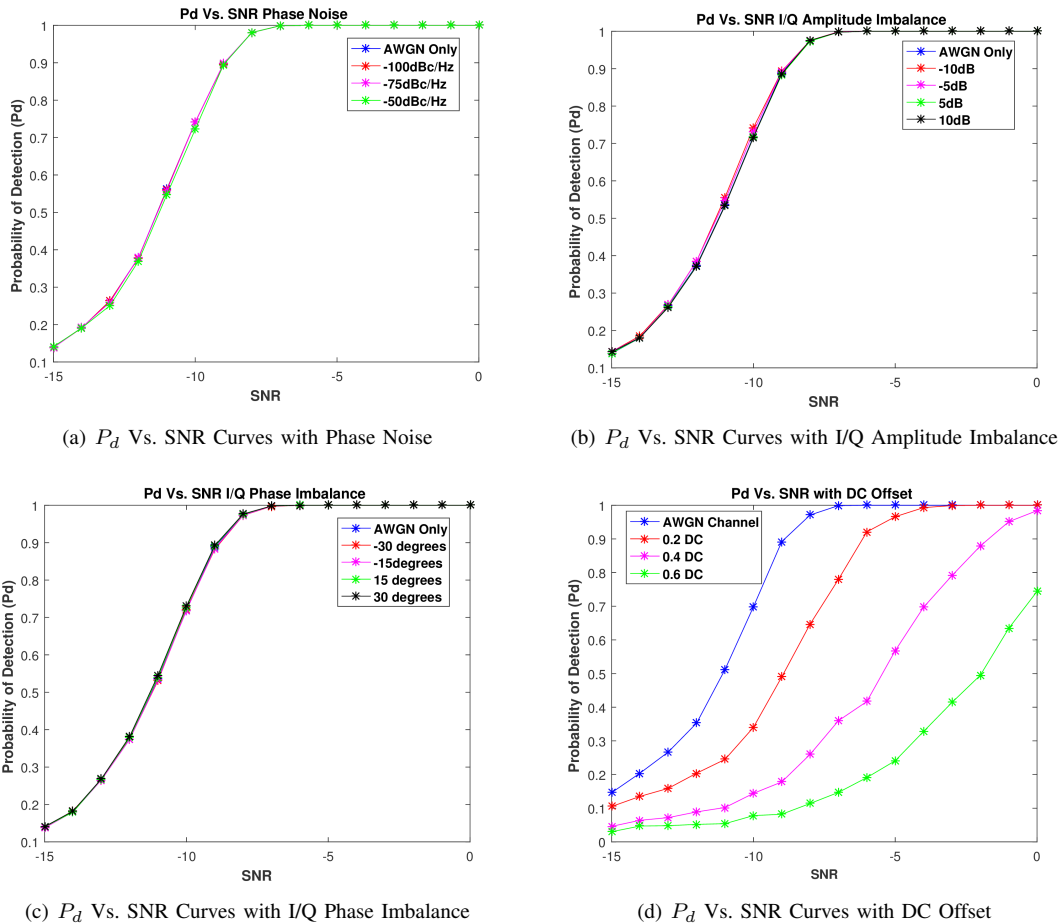 Pd Vs. SNR Phase Noise
Probability of Detection (Pd)
1
0.9
0.8
0.7
0.6
0.5
0.4
0.3
0.2
0.1
-15
-10
-5
0
SNR
AWGN Only
-100dBc/Hz
-75dBc/Hz
-50dBc/Hz
(a) P_d Vs. SNR Curves with Phase Noise
Pd Vs. SNR I/Q Amplitude Imbalance
Probability of Detection (Pd)
1
0.9
0.8
0.7
0.6
0.5
0.4
0.3
0.2
0.1
-15
-10
-5
0
SNR
AWGN Only
-10dB
-5dB
5dB
10dB
(b) P_d Vs. SNR Curves with I/Q Amplitude Imbalance
Pd Vs. SNR I/Q Phase Imbalance
Probability of Detection (Pd)
1
0.9
0.8
0.7
0.6
0.5
0.4
0.3
0.2
0.1
-15
-10
-5
0
SNR
AWGN Only
-30 degrees
-15degrees
15 degrees
30 degrees
(c) P_d Vs. SNR Curves with I/Q Phase Imbalance
Pd Vs. SNR with DC Offset
Probability of Detection (Pd)
1
0.9
0.8
0.7
0.6
0.5
0.4
0.3
0.2
0.1
0
-15
-10
-5
0
SNR
AWGN Channel
0.2 DC
0.4 DC
0.6 DC
(d) P_d Vs. SNR Curves with DC Offset